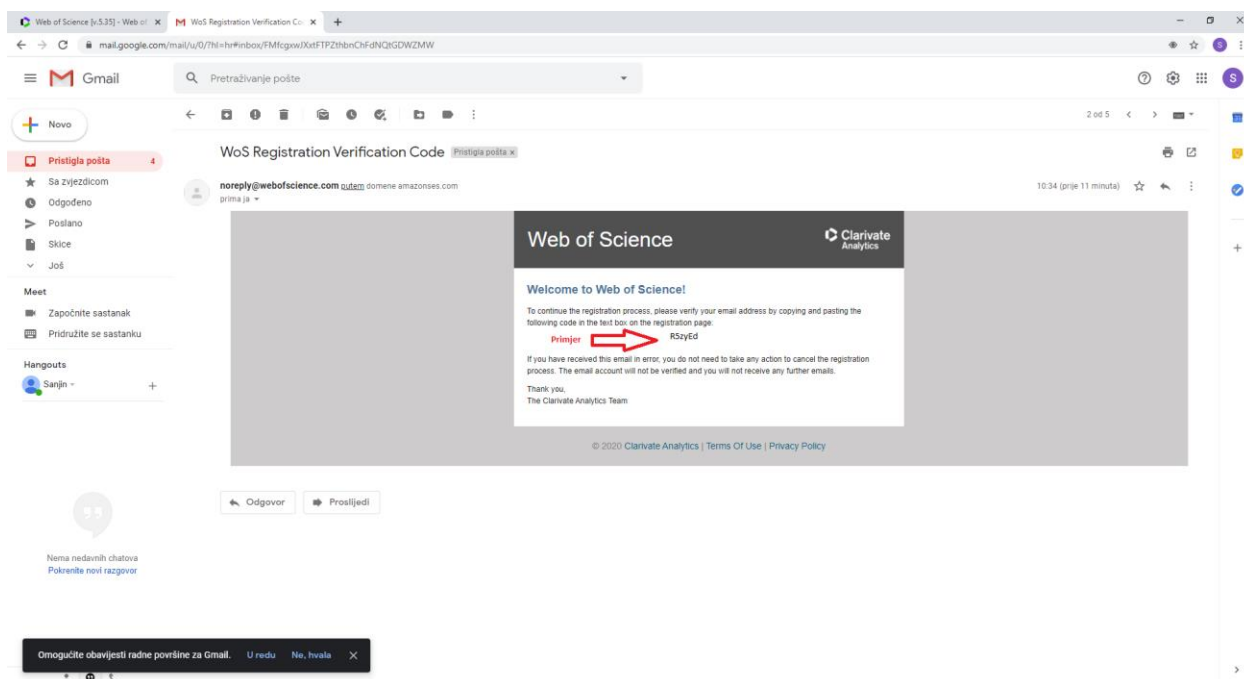 Web of Science [v.5.35] - Web of
WoS Registration Verification Co
mail.google.com/mail/u/0/?hl=hr#inbox/FMfcgxwJXxtFTPZthbnChFdNQtGDWZMW
S
Gmail
Pretraživanje pošte
S
Novo
2 od 5
Pristigla pošta 4
Sa zvjezdicom
Odgođeno
Poslano
Skice
Još
Meet
Započnite sastanak
Pridružite se sastanku
Hangouts
Sanjin
Nema nedavnih chatova
Pokrenite novi razgovor
WoS Registration Verification Code Pristigla pošta x
noreply@webofscience.com putem domene amazonses.com
10:34 (prije 11 minuta)
prima ja
Web of Science
Clarivate
Analytics
Welcome to Web of Science!
To continue the registration process, please verify your email address by copying and pasting the
following code in the text box on the registration page.
Primjer
R5zyEd
If you have received this email in error, you do not need to take any action to cancel the registration
process. The email account will not be verified and you will not receive any further emails.
Thank you,
The Clarivate Analytics Team
© 2020 Clarivate Analytics | Terms Of Use | Privacy Policy
Odgovor
Proslijedi
Omogućite obavijesti radne površine za Gmail. U redu Ne, hvala